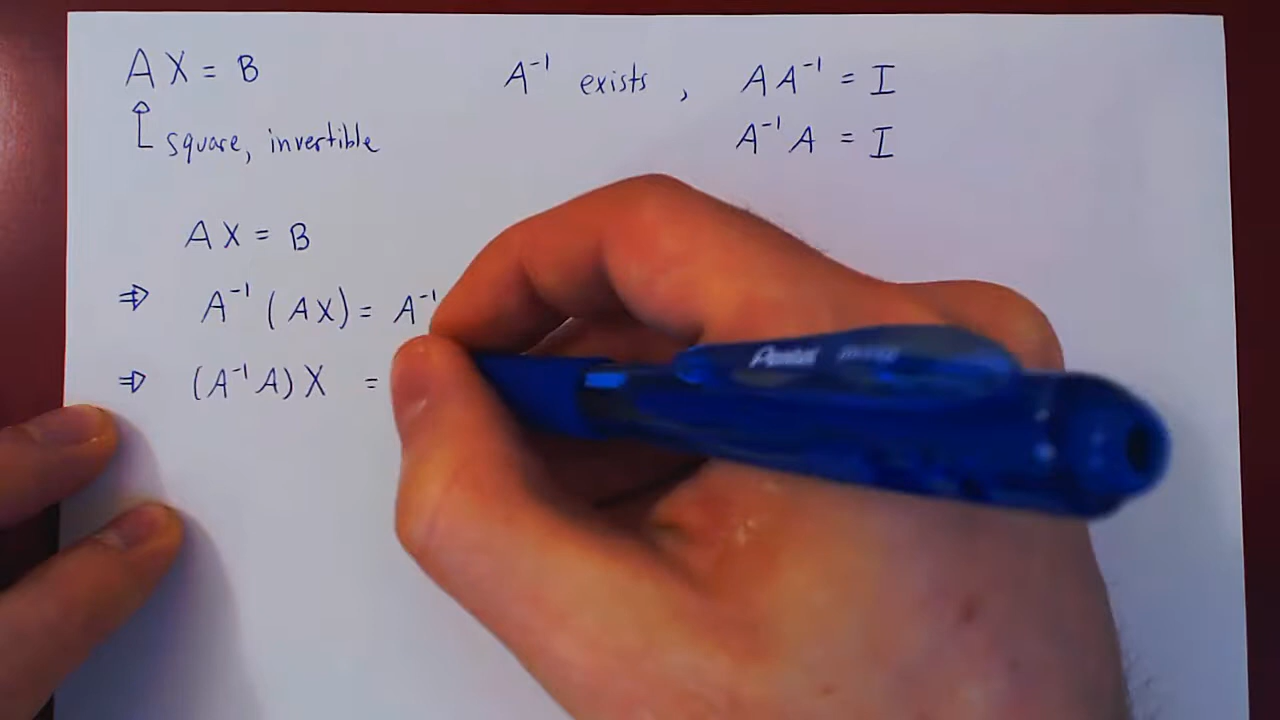 AX = B
square, invertible
A⁻¹ exists , AA⁻¹ = I
A⁻¹A = I
AX = B
⇒ A⁻¹(AX) = A⁻¹
⇒ (A⁻¹A)X =
Pentel